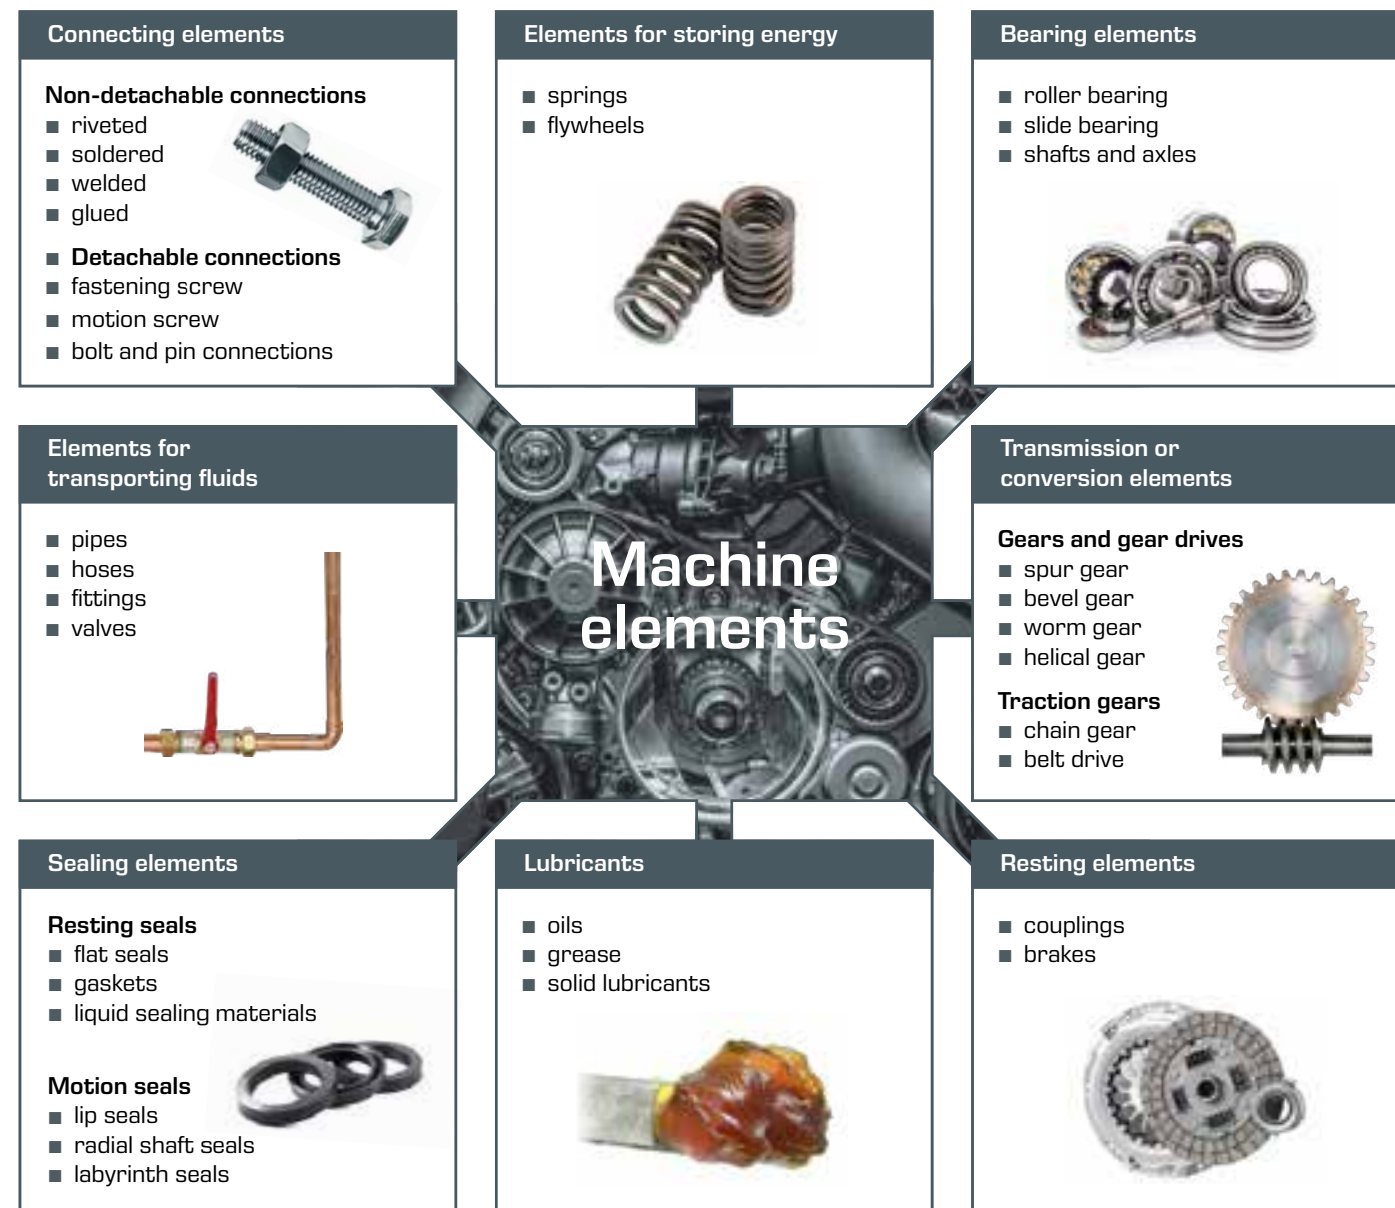 Connecting elements
Non-detachable connections
■ riveted
■ soldered
■ welded
■ glued
■ Detachable connections
■ fastening screw
■ motion screw
■ bolt and pin connections
Elements for storing energy
■ springs
■ flywheels
Bearing elements
■ roller bearing
■ slide bearing
■ shafts and axles
Elements for
transporting fluids
■ pipes
■ hoses
■ fittings
■ valves
Machine
elements
Transmission or
conversion elements
Gears and gear drives
■ spur gear
■ bevel gear
■ worm gear
■ helical gear
Traction gears
■ chain gear
■ belt drive
Sealing elements
Resting seals
■ flat seals
■ gaskets
■ liquid sealing materials
Motion seals
■ lip seals
■ radial shaft seals
■ labyrinth seals
Lubricants
■ oils
■ grease
■ solid lubricants
Resting elements
■ couplings
■ brakes